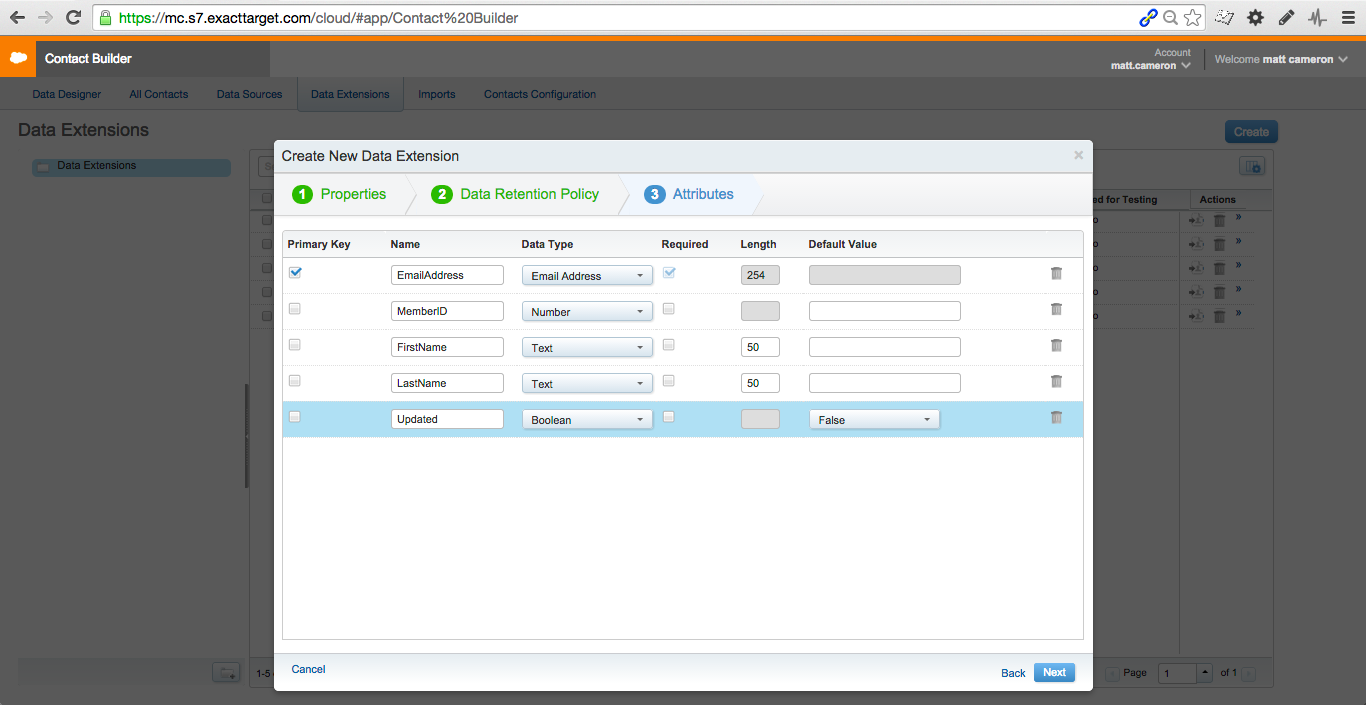 https://mc.s7.exacttarget.com/cloud/#app/Contact%20Builder
Contact Builder
Account
matt.cameron
Welcome matt cameron
Data Designer All Contacts Data Sources Data Extensions Imports Contacts Configuration
Data Extensions
Create
Data Extensions
Create New Data Extension
1 Properties 2 Data Retention Policy 3 Attributes
ed for Testing Actions
Primary Key Name Data Type Required Length Default Value
EmailAddress Email Address 254
MemberID Number
FirstName Text 50
LastName Text 50
Updated Boolean False
Cancel Back Next
1-5
Page 1 of 1